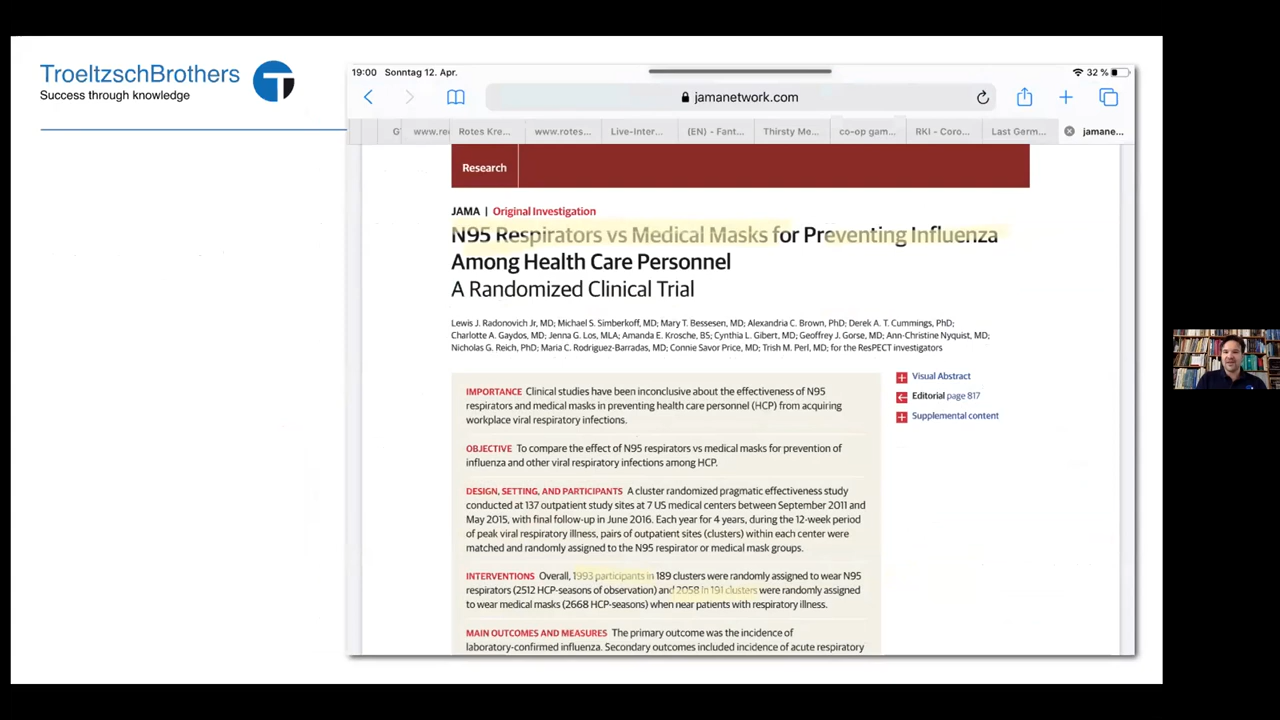 TroeltzschBrothers
Success through knowledge
T
19:00 Sonntag 12. Apr.
32 %
jamanetwork.com
www.rec
Rotes Kre...
www.rotes...
Live-Inter...
(EN) - Fant...
Thirsty Me...
co-op gam...
RKI - Coro...
Last Germ...
jamane...
Research
JAMA | Original Investigation
N95 Respirators vs Medical Masks for Preventing Influenza
Among Health Care Personnel
A Randomized Clinical Trial
Lewis J. Radonovich Jr, MD; Michael S. Simberkoff, MD; Mary T. Bessesen, MD; Alexandria C. Brown, PhD; Derek A. T. Cummings, PhD;
Charlotte A. Gaydos, MD; Jenna G. Los, MLA; Amanda E. Krosche, BS; Cynthia L. Gibert, MD; Geoffrey J. Gorse, MD; Ann-Christine Nyquist, MD;
Nicholas G. Reich, PhD; Maria C. Rodriguez-Barradas, MD; Connie Savor Price, MD; Trish M. Perl, MD; for the ResPECT investigators
IMPORTANCE Clinical studies have been inconclusive about the effectiveness of N95
respirators and medical masks in preventing health care personnel (HCP) from acquiring
workplace viral respiratory infections.
OBJECTIVE To compare the effect of N95 respirators vs medical masks for prevention of
influenza and other viral respiratory infections among HCP.
DESIGN, SETTING, AND PARTICIPANTS A cluster randomized pragmatic effectiveness study
conducted at 137 outpatient study sites at 7 US medical centers between September 2011 and
May 2015, with final follow-up in June 2016. Each year for 4 years, during the 12-week period
of peak viral respiratory illness, pairs of outpatient sites (clusters) within each center were
matched and randomly assigned to the N95 respirator or medical mask groups.
INTERVENTIONS Overall, 1993 participants in 189 clusters were randomly assigned to wear N95
respirators (2512 HCP-seasons of observation) and 2058 in 191 clusters were randomly assigned
to wear medical masks (2668 HCP-seasons) when near patients with respiratory illness.
MAIN OUTCOMES AND MEASURES The primary outcome was the incidence of
laboratory-confirmed influenza. Secondary outcomes included incidence of acute respiratory
Visual Abstract
Editorial page 817
Supplemental content